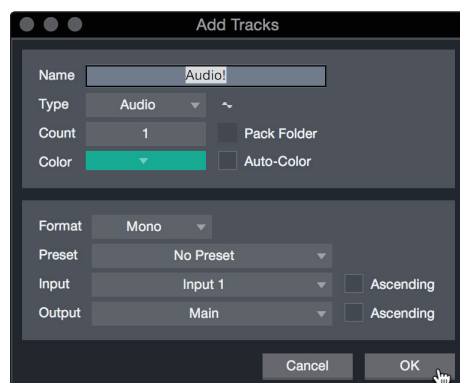 Add Tracks
Name Audio!
Type Audio
Count 1 Pack Folder
Color Auto-Color
Format Mono
Preset No Preset
Input Input 1 Ascending
Output Main Ascending
Cancel OK